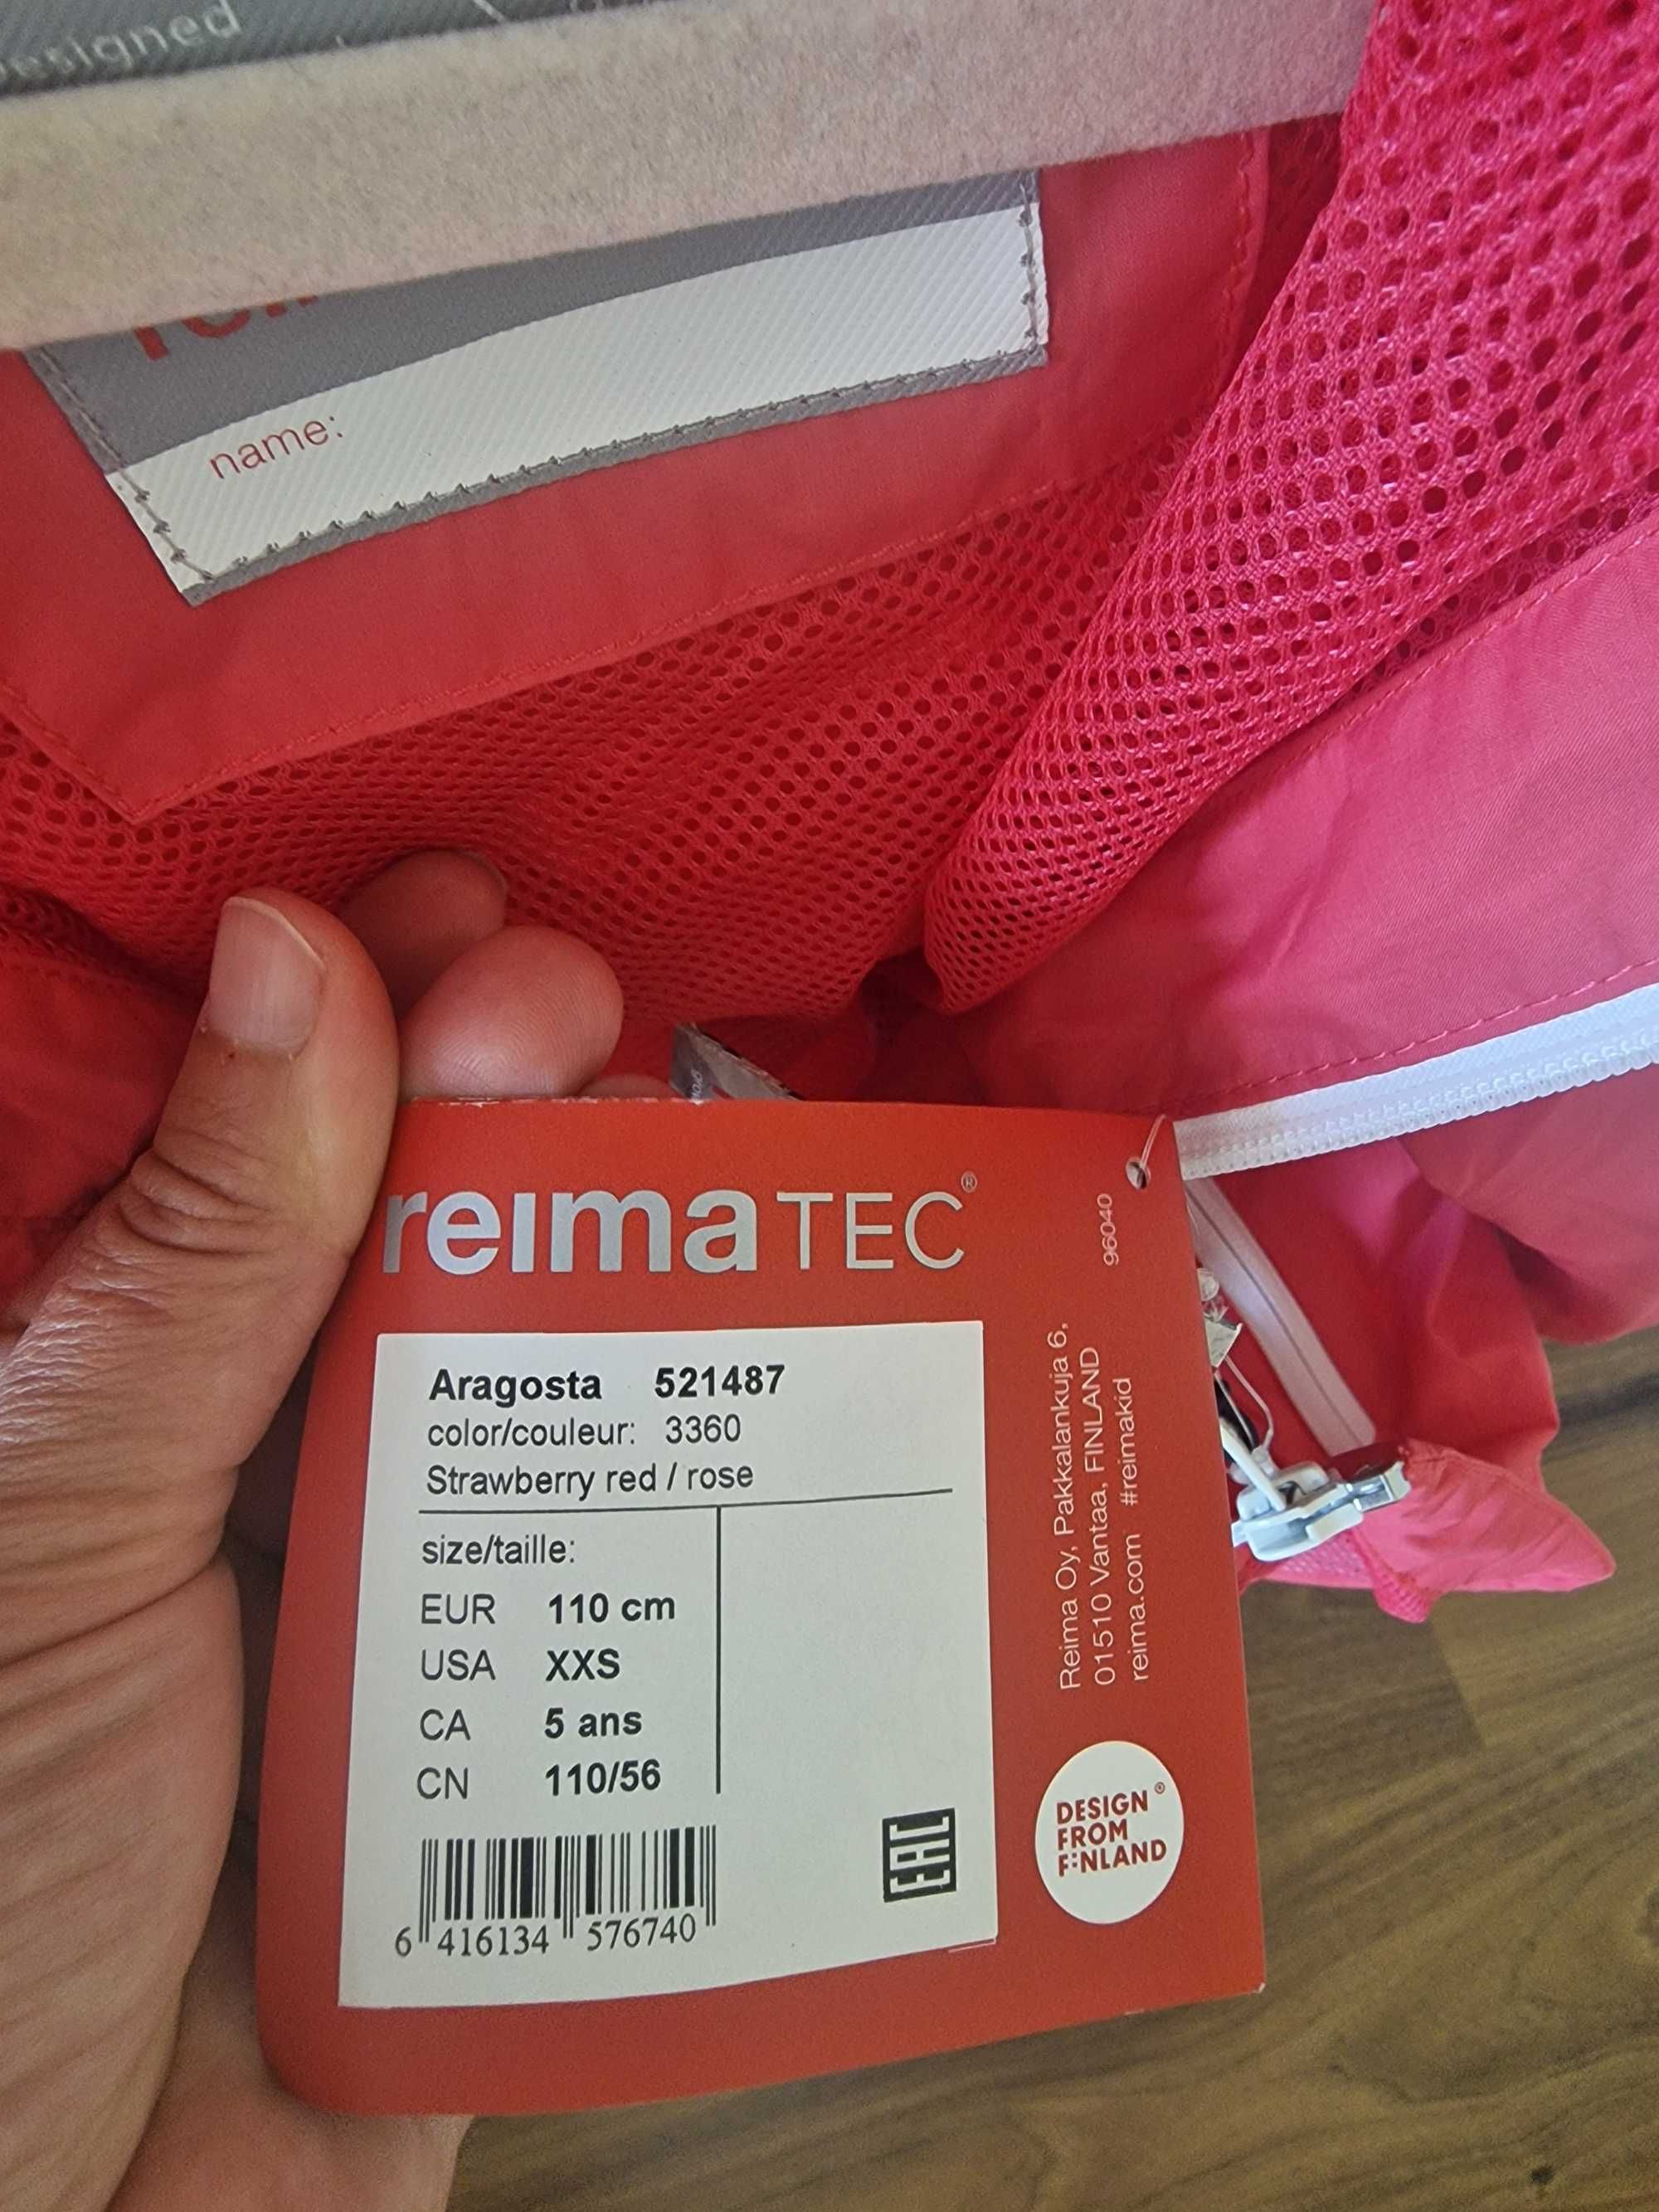 esigned
name:
reima TEC®
96040
Aragosta 521487
color/couleur: 3360
Strawberry red / rose
size/taille:
EUR 110 cm
USA XXS
CA 5 ans
CN 110/56
6 416134 576740
EAC
Reima Oy, Pakkalankuja 6,
01510 Vantaa, FINLAND
reima.com #reimakid
DESIGN®
FROM
FINLAND